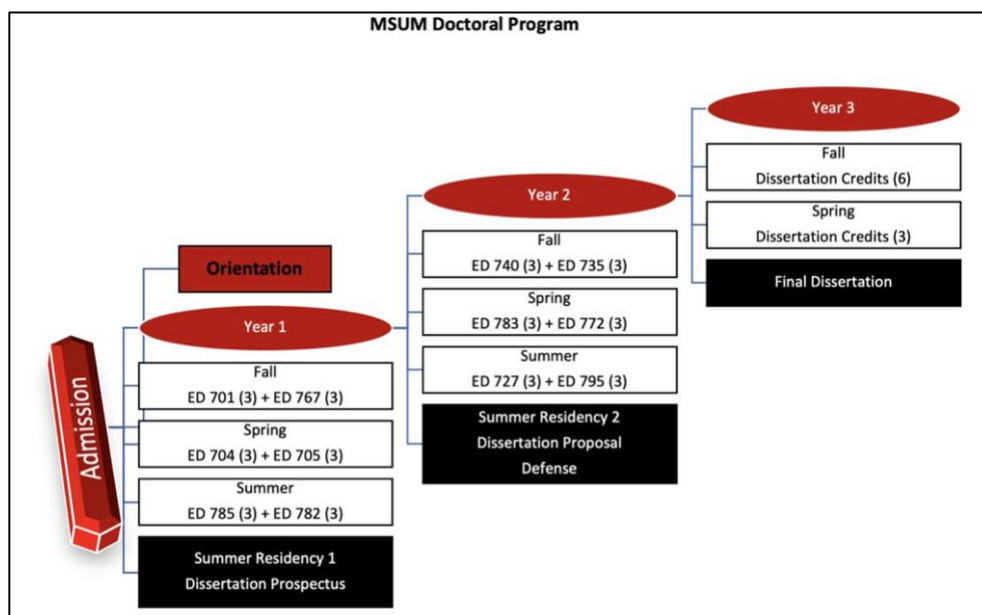 MSUM Doctoral Program
Admission
Orientation
Year 1
Fall
ED 701 (3) + ED 767 (3)
Spring
ED 704 (3) + ED 705 (3)
Summer
ED 785 (3) + ED 782 (3)
Summer Residency 1
Dissertation Prospectus
Year 2
Fall
ED 740 (3) + ED 735 (3)
Spring
ED 783 (3) + ED 772 (3)
Summer
ED 727 (3) + ED 795 (3)
Summer Residency 2
Dissertation Proposal
Defense
Year 3
Fall
Dissertation Credits (6)
Spring
Dissertation Credits (3)
Final Dissertation